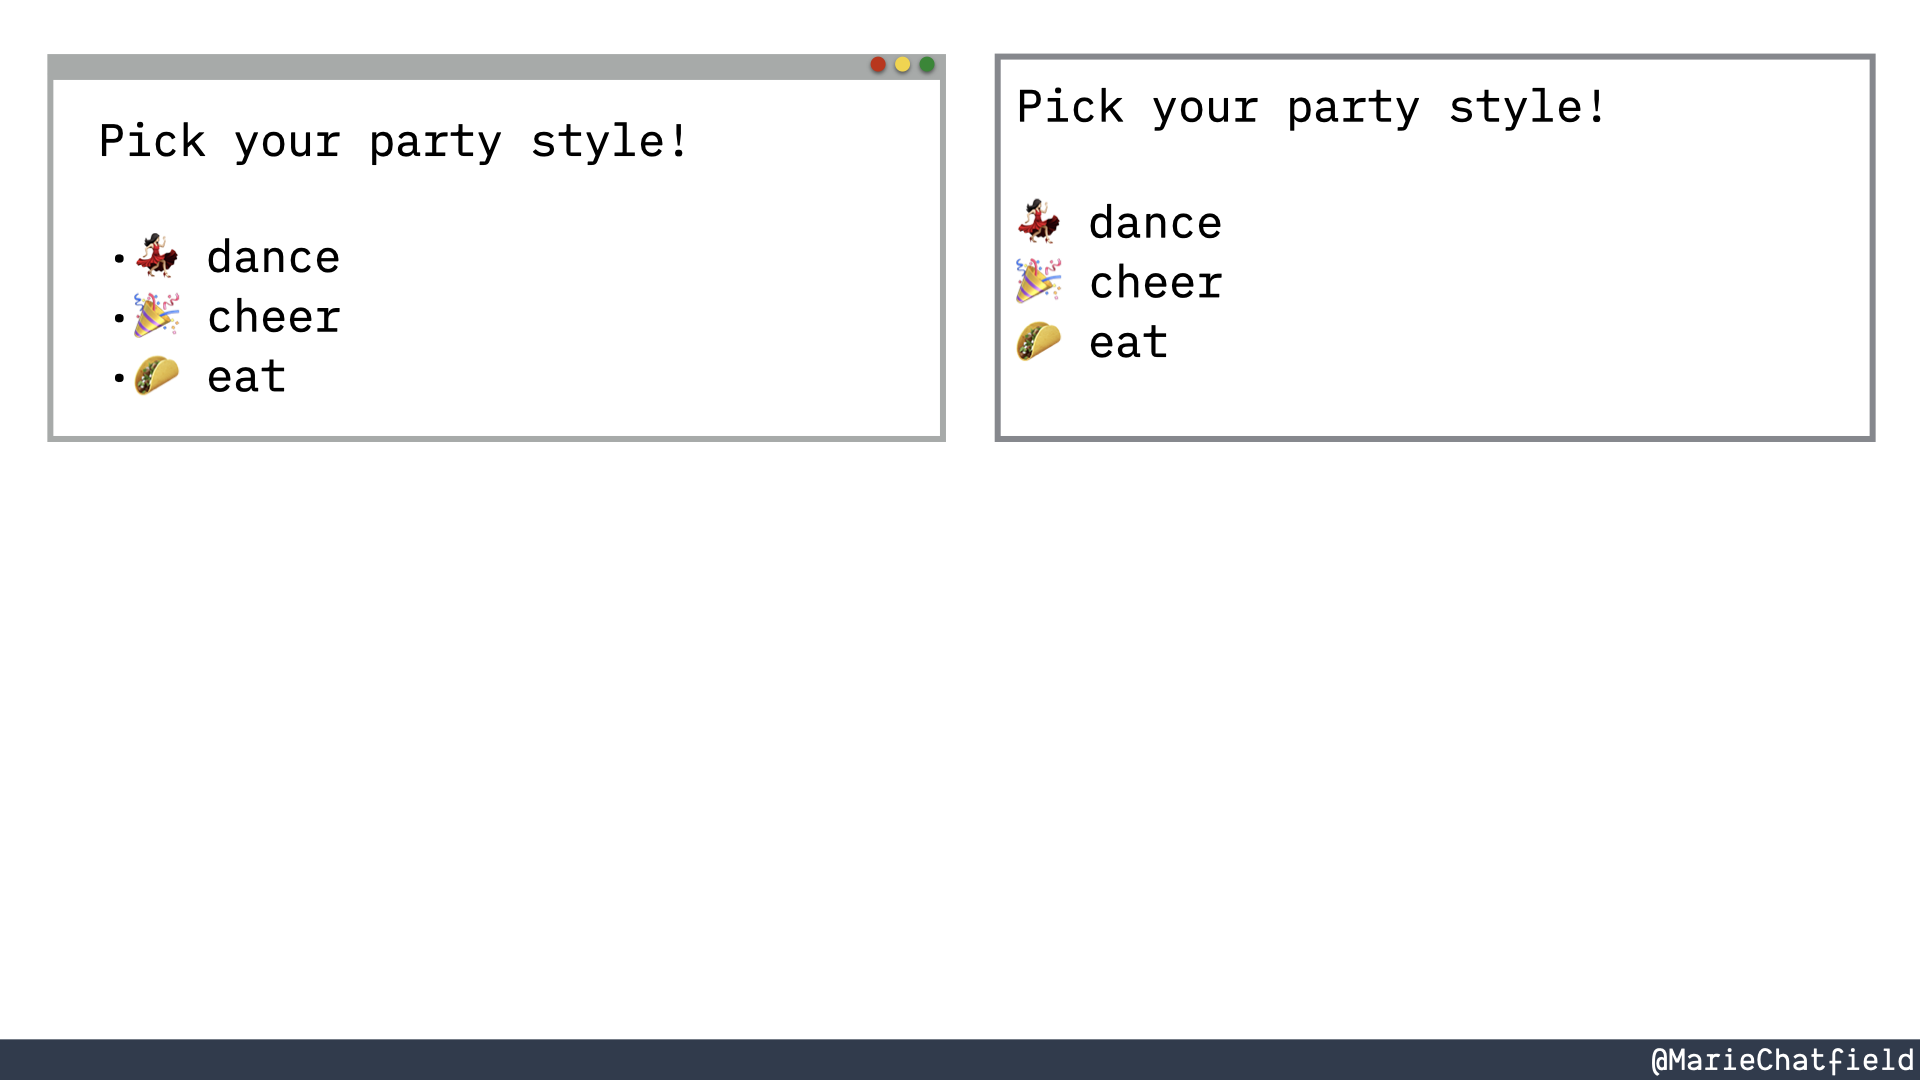 Pick your party style!
• 💃🏻 dance
• 🎉 cheer
• 🌮 eat
Pick your party style!
💃🏻 dance
🎉 cheer
🌮 eat
@MarieChatfield